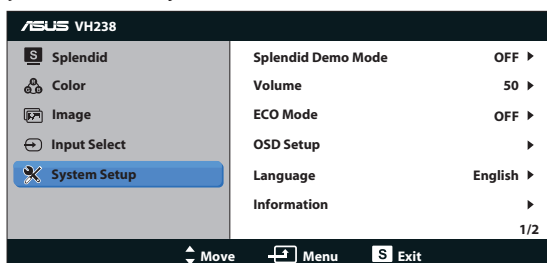 ASUS VH238
S Splendid
Color
Image
Input Select
System Setup
Splendid Demo Mode OFF
Volume 50
ECO Mode OFF
OSD Setup
Language English
Information
1/2
Move Menu S Exit